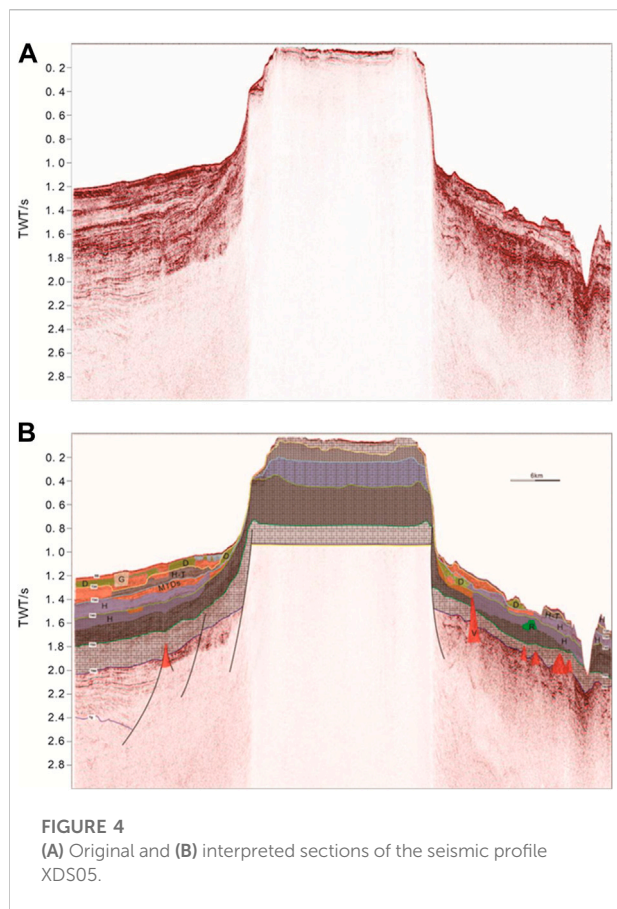 A
0. 2
0. 4
0. 6
0. 8
1. 0
1. 2
1. 4
1. 6
1. 8
2. 0
2. 2
2. 4
2. 6
2. 8
TWT/s
B
0. 2
0. 4
0. 6
0. 8
1. 0
1. 2
1. 4
1. 6
1. 8
2. 0
2. 2
2. 4
2. 6
2. 8
TWT/s
6km
D
G
D
H-T
MTDs
D
H
H
D
D
H-T
H
H
H
V
R
FIGURE 4
(A) Original and (B) interpreted sections of the seismic profile
XDS05.